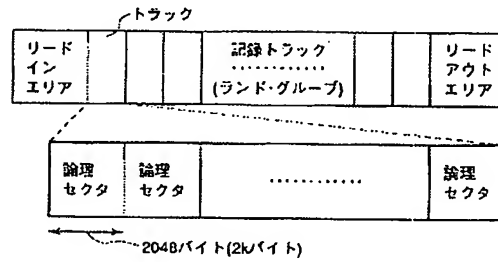 トラック
リード
イン
エリア
記録トラック
…………
(ランド・グループ)
リード
アウト
エリア
論理
セクタ
論理
セクタ
…………
論理
セクタ
2048バイト(2kバイト)